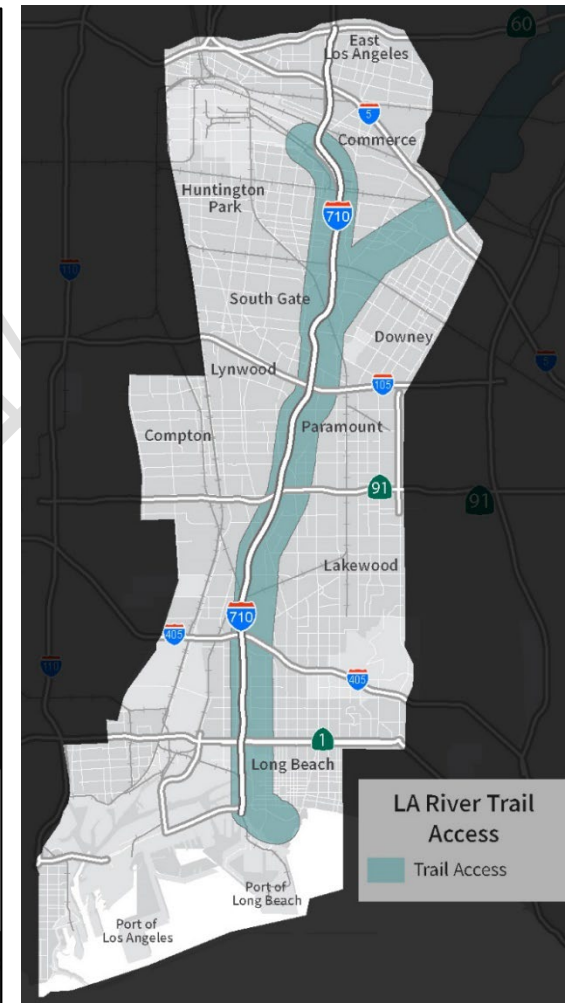 60
East
Los Angeles
5
Commerce
Huntington
Park
710
110
South Gate
Downey
5
Lynwood
105
Compton
Paramount
91
91
Lakewood
710
405
110
405
1
Long Beach
LA River Trail
Access
Trail Access
Port of
Long Beach
Port of
Los Angeles